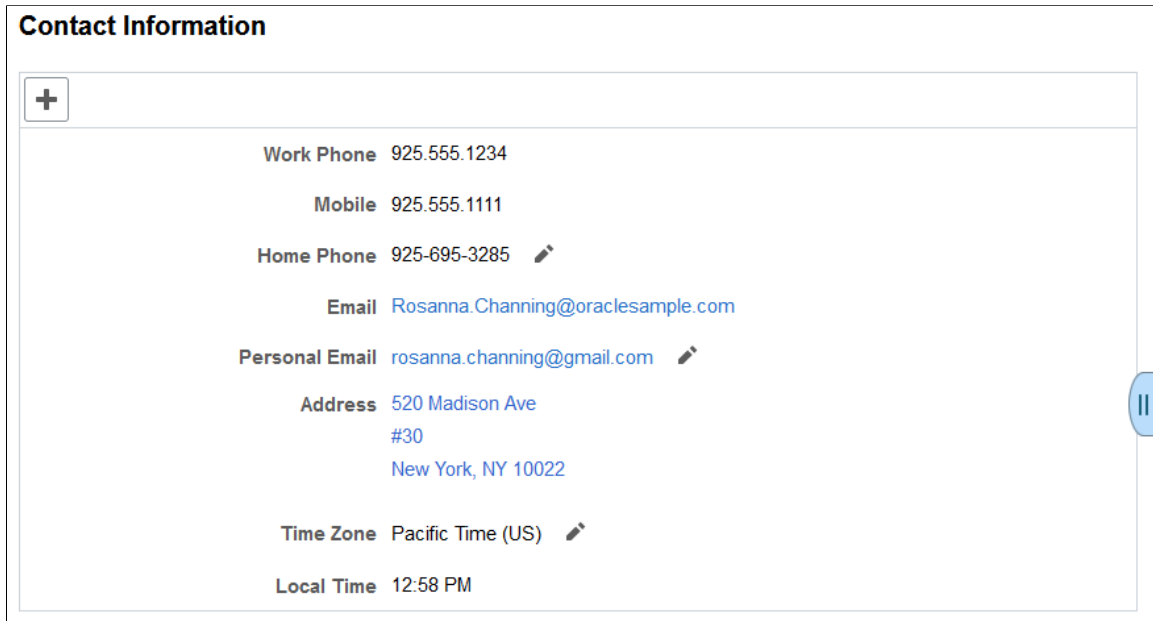 Contact Information
Work Phone 925.555.1234
Mobile 925.555.1111
Home Phone 925-695-3285
Email Rosanna.Channing@oraclesample.com
Personal Email rosanna.channing@gmail.com
Address 520 Madison Ave
#30
New York, NY 10022
Time Zone Pacific Time (US)
Local Time 12:58 PM